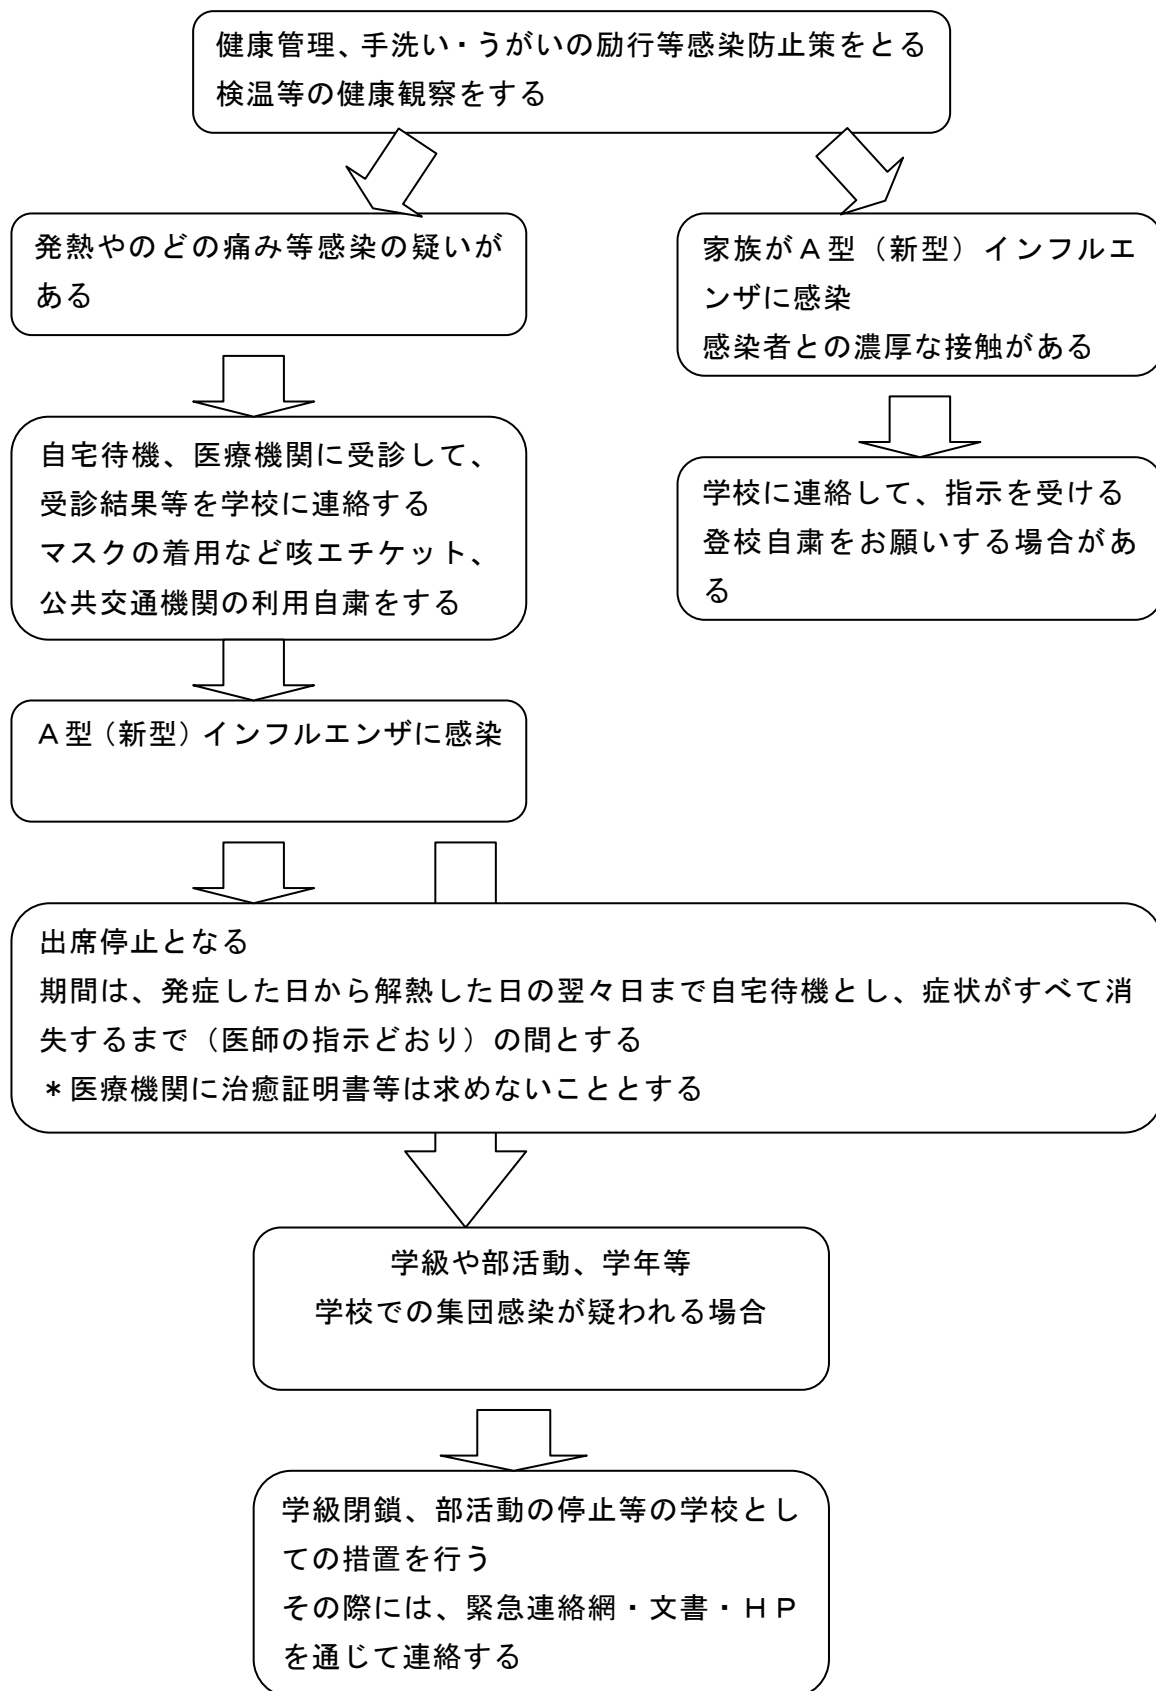 健康管理、手洗い・うがいの励行等感染防止策をとる
検温等の健康観察をする
発熱やのどの痛み等感染の疑いが
ある
家族がＡ型（新型）インフルエ
ンザに感染
感染者との濃厚な接触がある
自宅待機、医療機関に受診して、
受診結果等を学校に連絡する
マスクの着用など咳エチケット、
公共交通機関の利用自粛をする
学校に連絡して、指示を受ける
登校自粛をお願いする場合があ
る
Ａ型（新型）インフルエンザに感染
出席停止となる
期間は、発症した日から解熱した日の翌々日まで自宅待機とし、症状がすべて消
失するまで（医師の指示どおり）の間とする
＊医療機関に治癒証明書等は求めないこととする
学級や部活動、学年等
学校での集団感染が疑われる場合
学級閉鎖、部活動の停止等の学校とし
ての措置を行う
その際には、緊急連絡網・文書・ＨＰ
を通じて連絡する